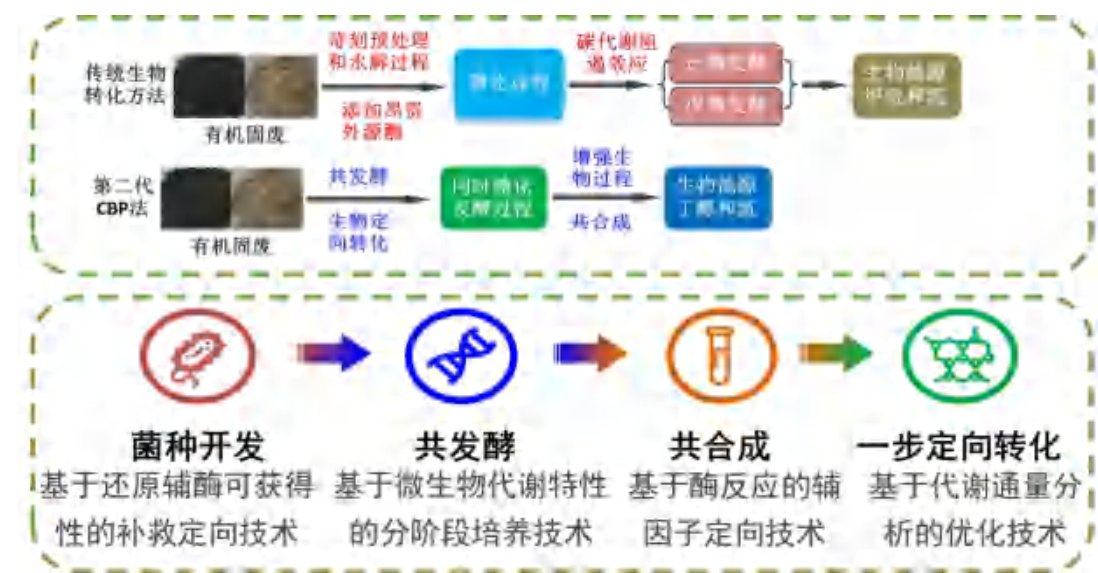 传统生物
转化方法
有机固废
苛刻预处理
和水解过程
添加昂贵
外源酶
糖化过程
碳代谢阻
遏效应
生物能源
第二代
CBP法
有机固废
共发酵
生物定
向转化
同时糖化
发酵过程
增强生
物过程
共合成
生物能源
丁醇和氢
菌种开发
共发酵
共合成
一步定向转化
基于还原辅酶可获得
性的补救定向技术
基于微生物代谢特性
的分阶段培养技术
基于酶反应的辅
因子定向技术
基于代谢通量分
析的优化技术